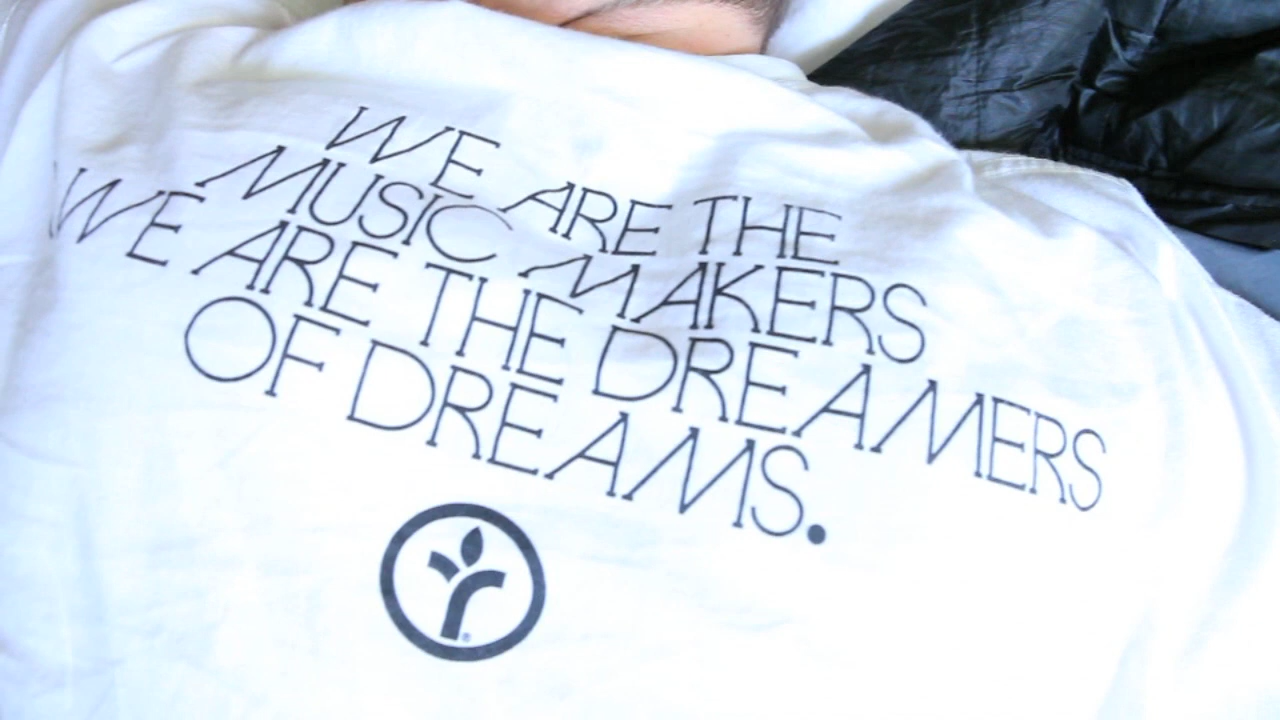 WE ARE THE
MUSIC MAKERS
WE ARE THE DREAMERS
OF DREAMS.
®